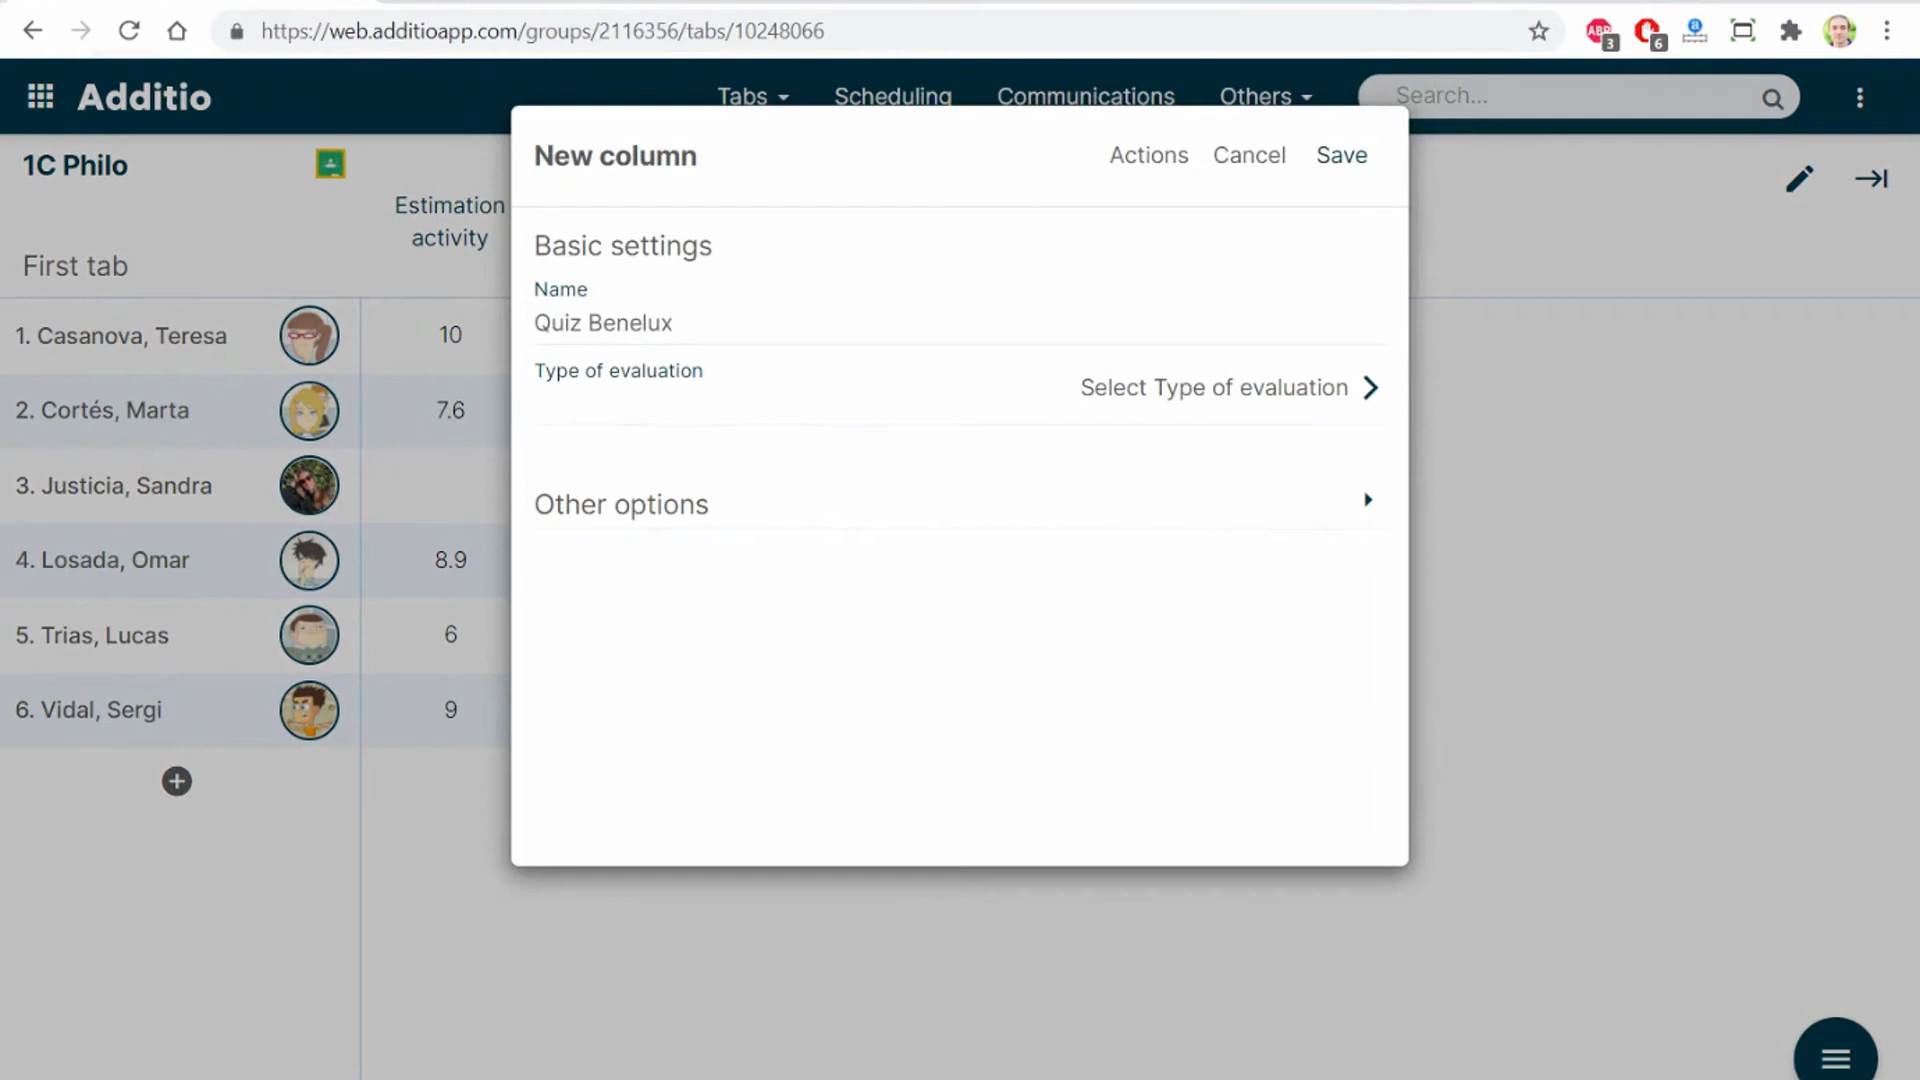 https://web.additioapp.com/groups/2116356/tabs/10248066
ABP
3
6
a
Additio
Tabs
Scheduling
Communications
Others
Search...
1C Philo
Estimation
activity
First tab
New column
Actions
Cancel
Save
Basic settings
Name
Quiz Benelux
Type of evaluation
Select Type of evaluation
Other options
1. Casanova, Teresa
10
2. Cortés, Marta
7.6
3. Justicia, Sandra
4. Losada, Omar
8.9
5. Trias, Lucas
6
6. Vidal, Sergi
9